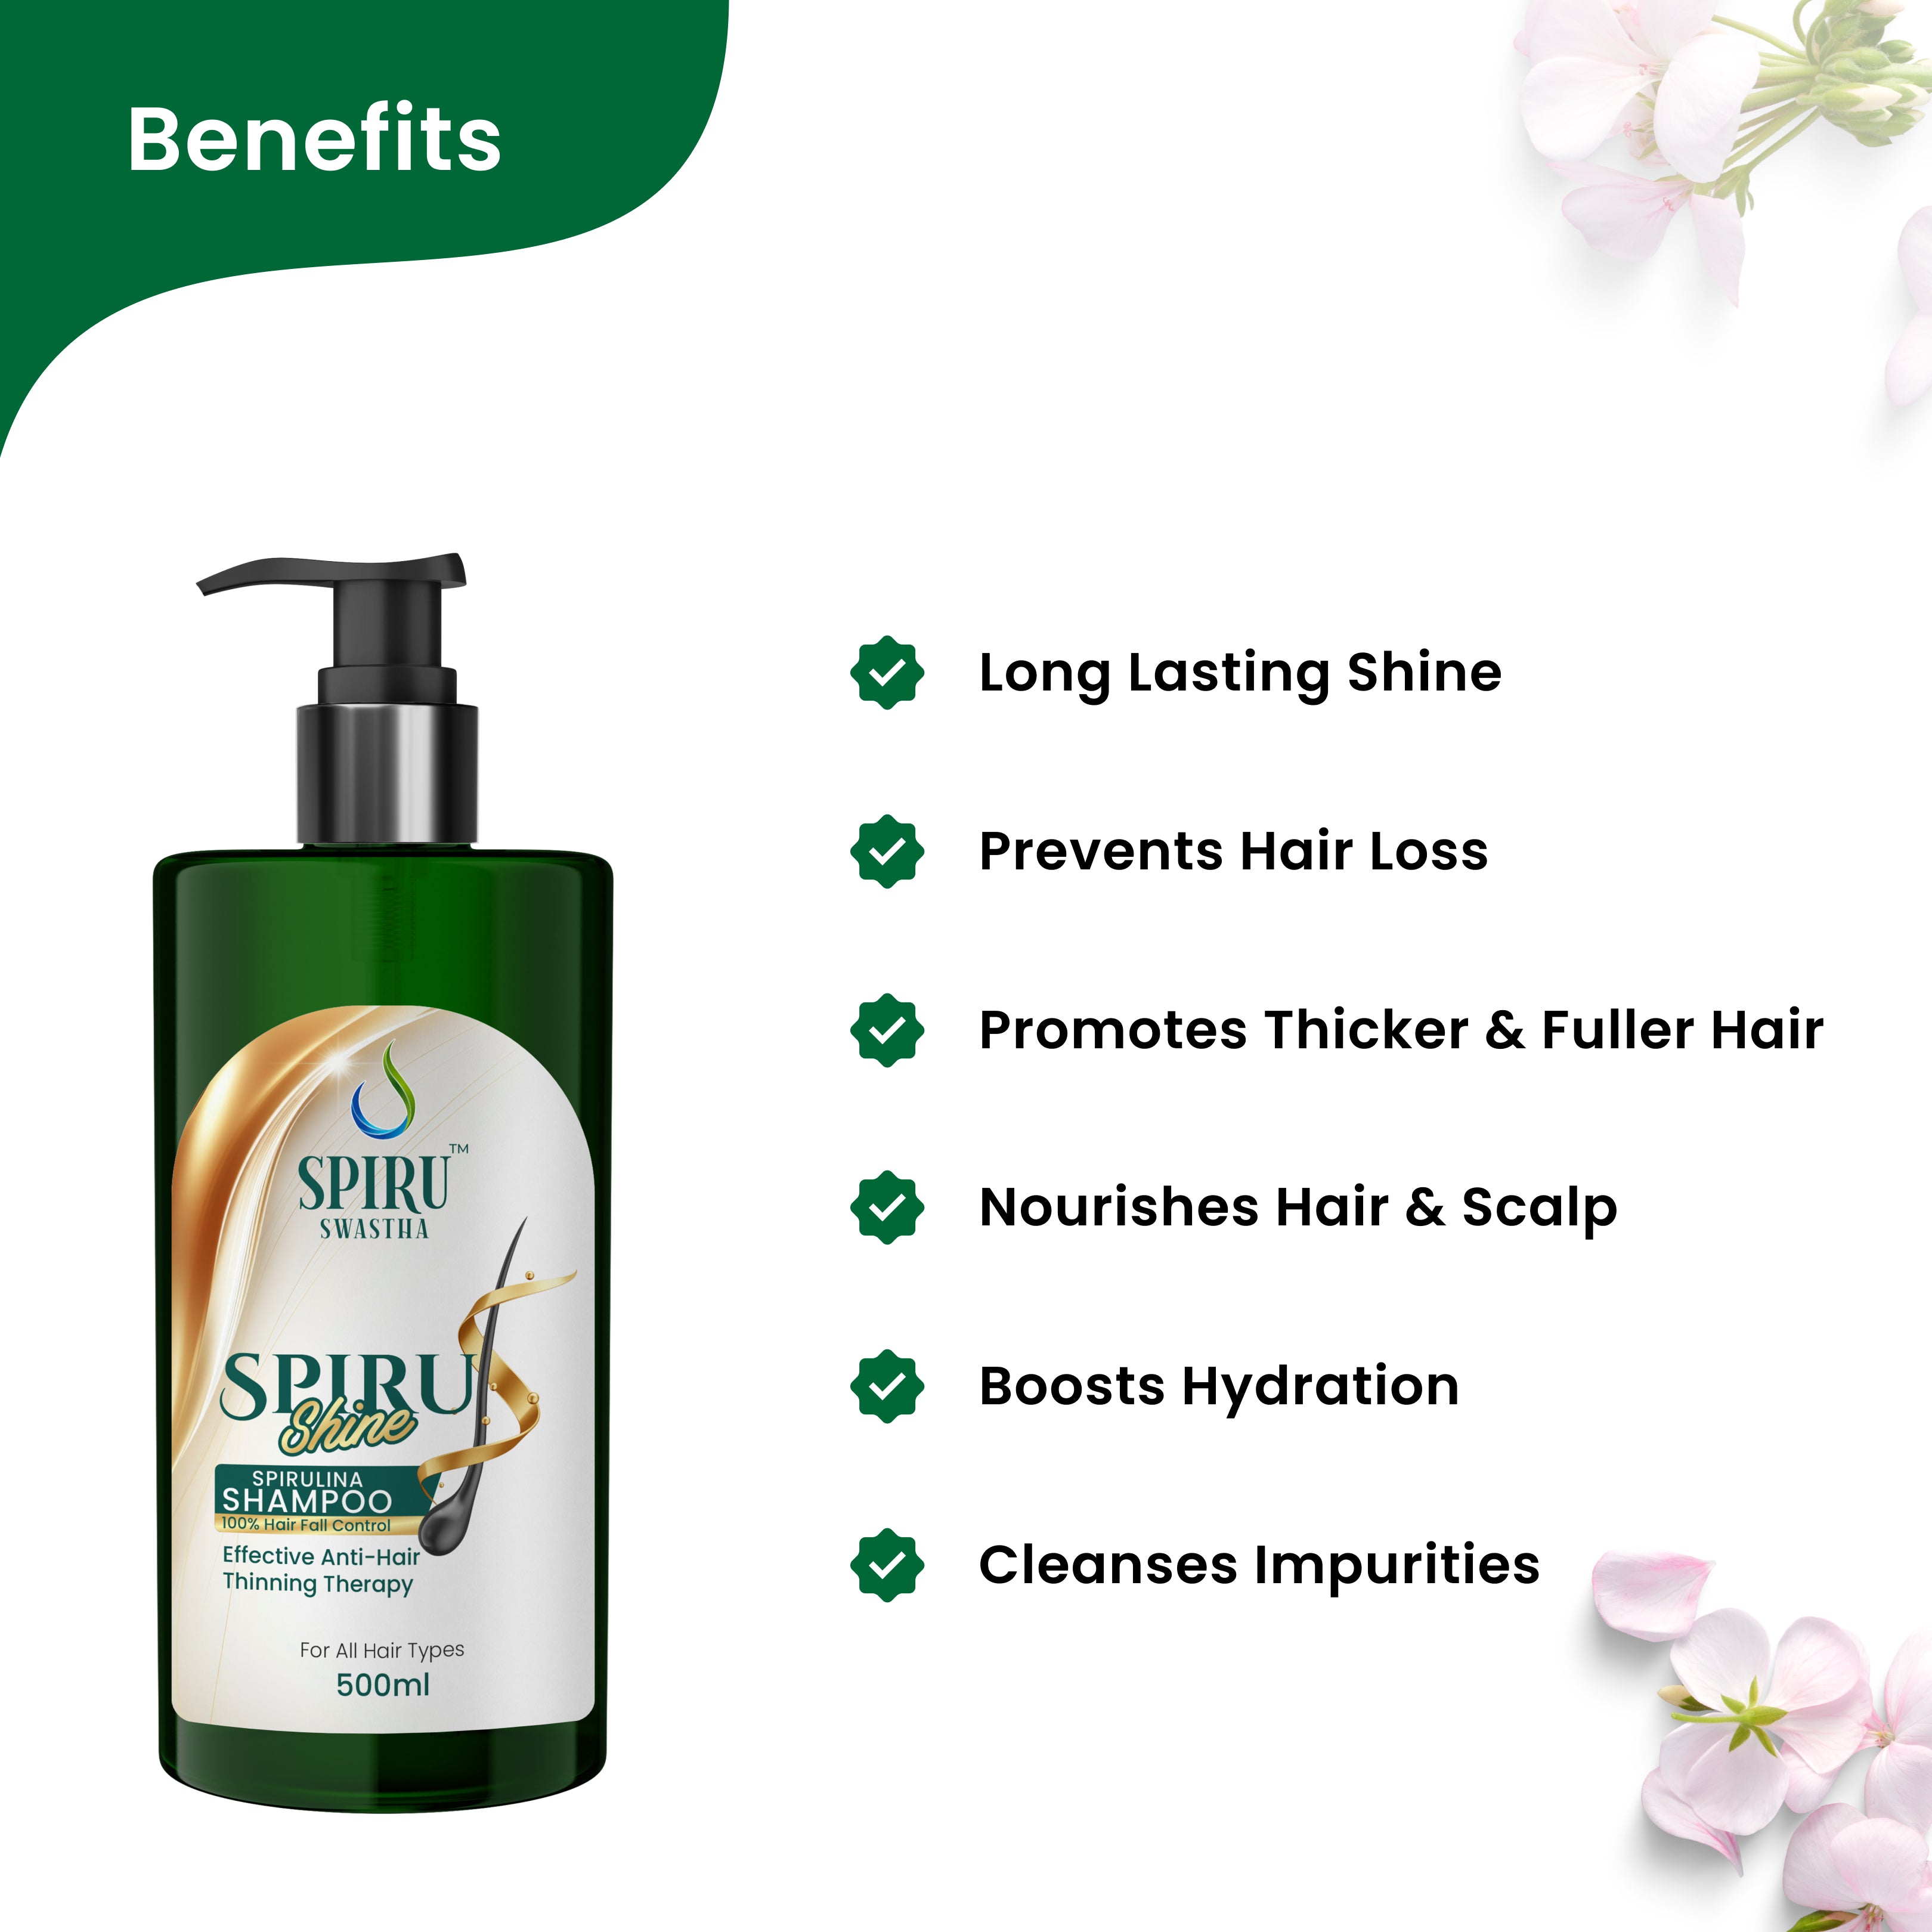 Benefits
Long Lasting Shine
Prevents Hair Loss
Promotes Thicker & Fuller Hair
Nourishes Hair & Scalp
Boosts Hydration
Cleanses Impurities
SPIRU™
SWASTHA
SPIRU
Shine
SPIRULINA
SHAMPOO
100% Hair Fall Control
Effective Anti-Hair
Thinning Therapy
For All Hair Types
500ml